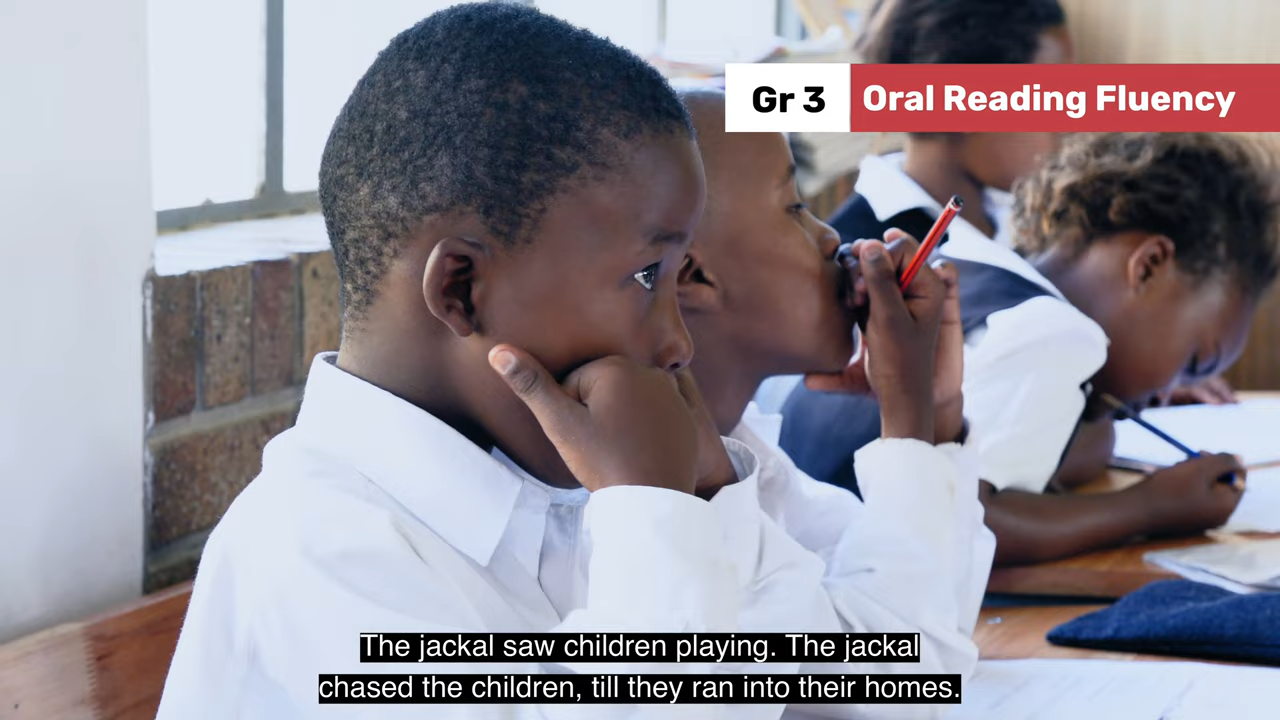 Gr 3 Oral Reading Fluency
The jackal saw children playing. The jackal
chased the children, till they ran into their homes.